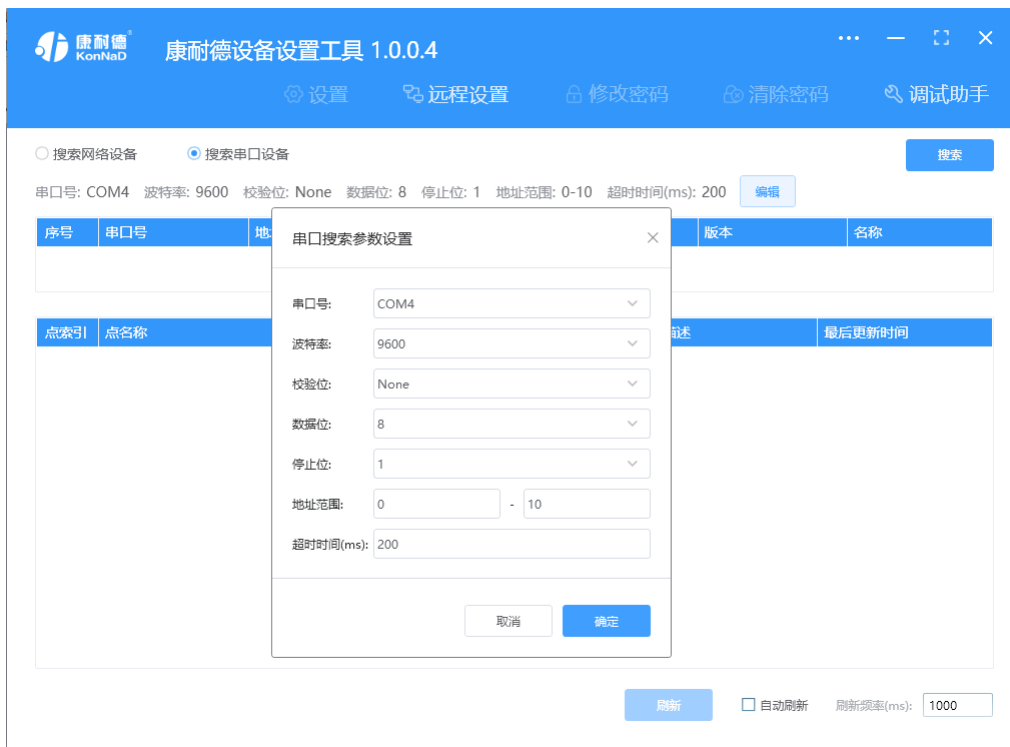 康耐德®
KonNaD
康耐德设备设置工具 1.0.0.4
设置 远程设置 修改密码 清除密码 调试助手
搜索网络设备 搜索串口设备 搜索
串口号: COM4 波特率: 9600 校验位: None 数据位: 8 停止位: 1 地址范围: 0-10 超时时间(ms): 200 编辑
序号 串口号 版本 名称
串口搜索参数设置
串口号: COM4
点索引 点名称 最后更新时间
波特率: 9600
校验位: None
数据位: 8
停止位: 1
地址范围: 0 - 10
超时时间(ms): 200
取消 确定
刷新 自动刷新 刷新频率(ms): 1000